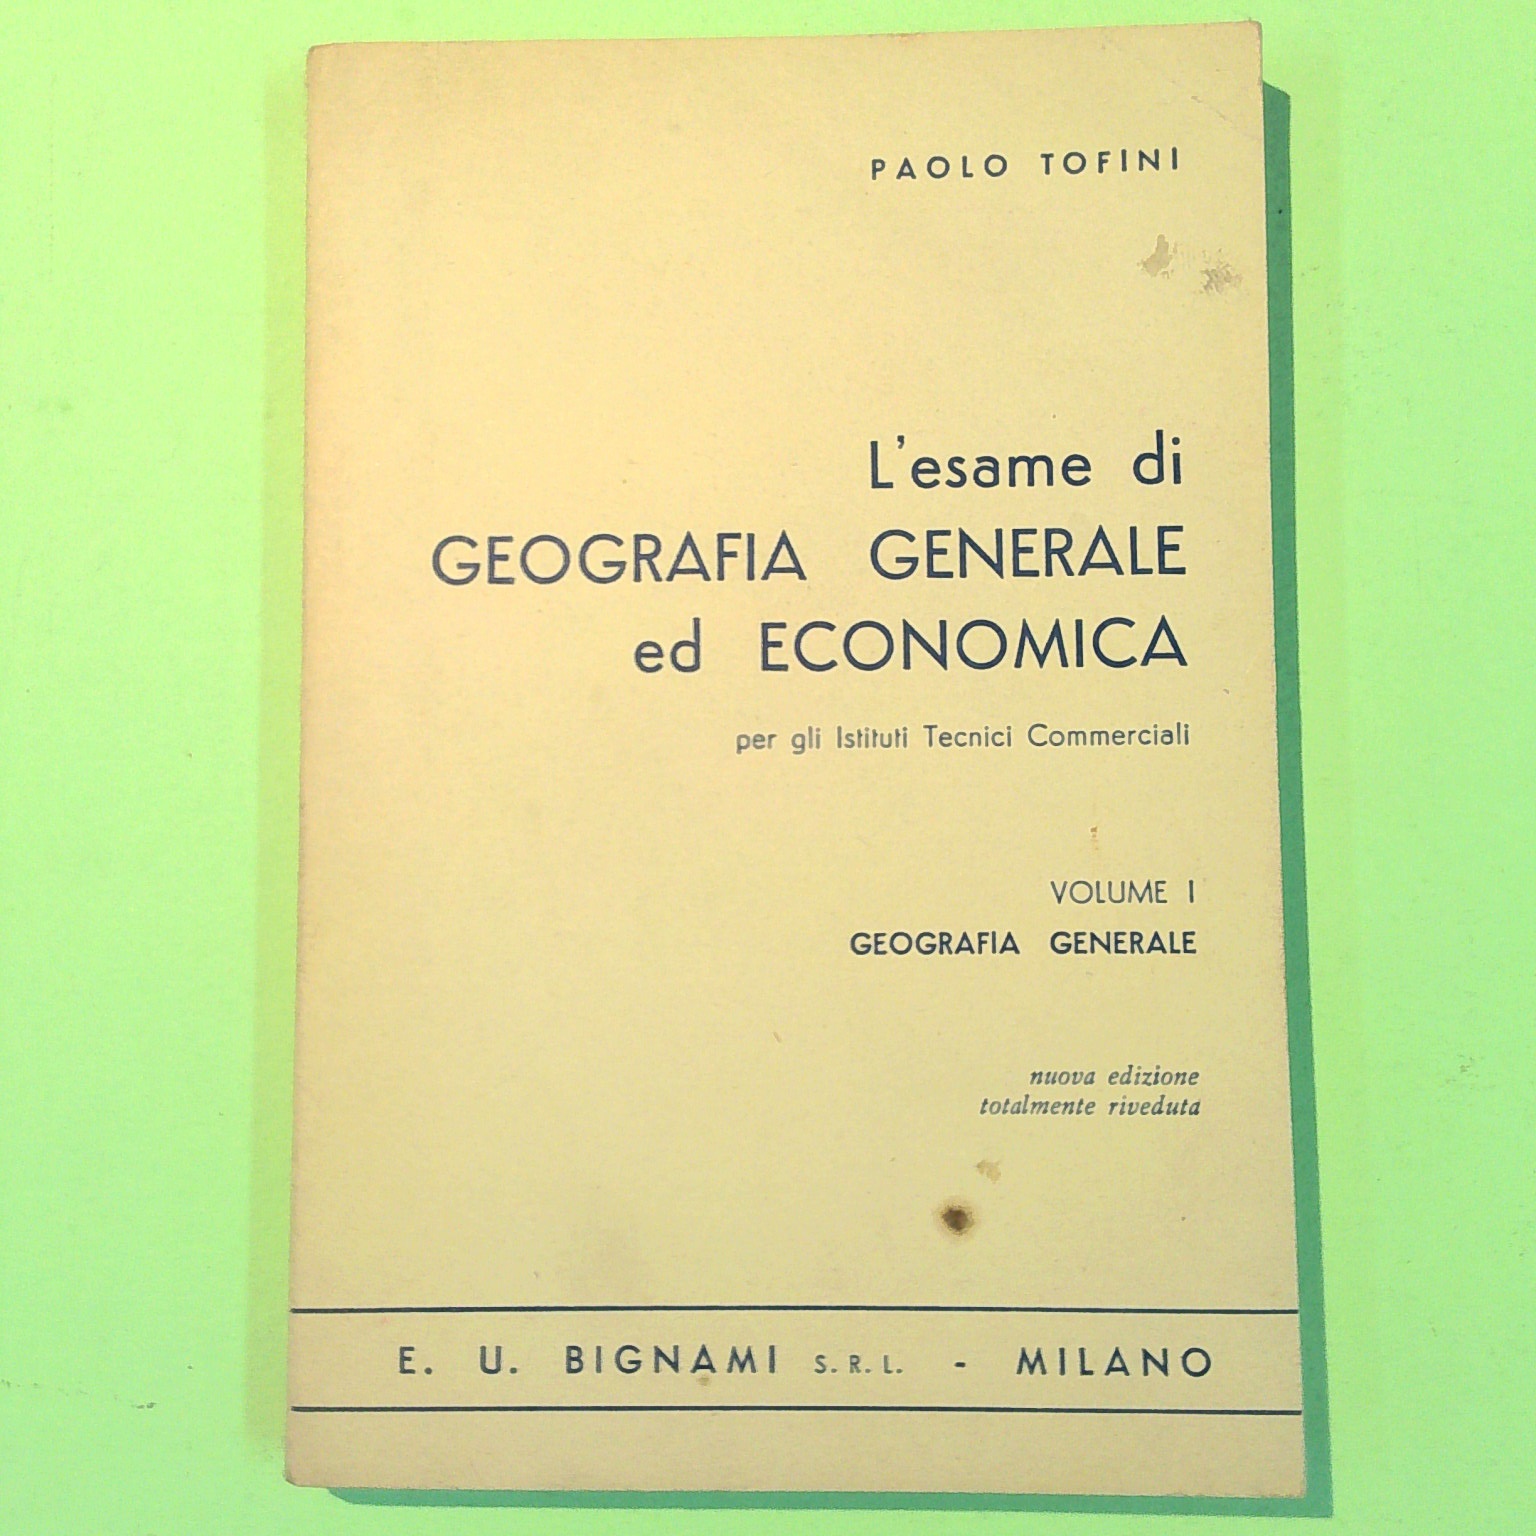 PAOLO TOFINI
L'esame di
GEOGRAFIA GENERALE
ed ECONOMICA
per gli Istituti Tecnici Commerciali
VOLUME I
GEOGRAFIA GENERALE
nuova edizione
totalmente riveduta
E. U. BIGNAMI S. R. L. - MILANO